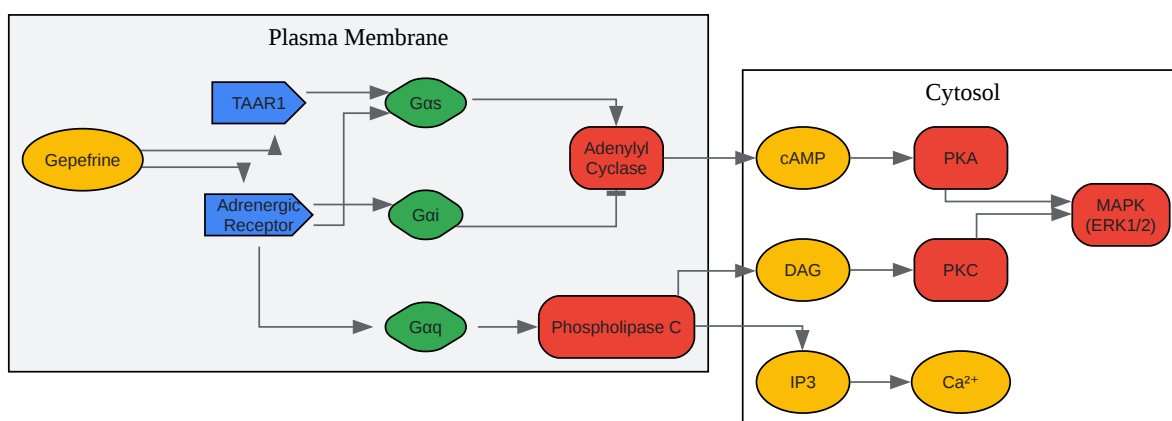 Plasma Membrane
Cytosol
TAAR1
Gαs
Gepefrine
Adenylyl
Cyclase
cAMP
PKA
Adrenergic
Receptor
Gαi
MAPK
(ERK1/2)
DAG
PKC
Gαq
Phospholipase C
IP3
Ca²⁺